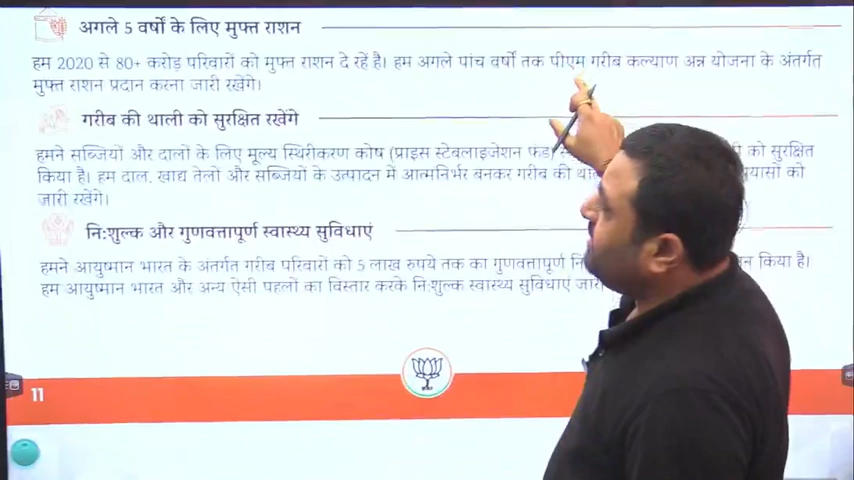 अगले 5 वर्षों के लिए मुफ्त राशन
हम 2020 से 80+ करोड़ परिवारों को मुफ्त राशन दे रहें है। हम अगले पांच वर्षों तक पीएम गरीब कल्याण अन्न योजना के अंतर्गत
मुफ्त राशन प्रदान करना जारी रखेंगे।
गरीब की थाली को सुरक्षित रखेंगे
हमने सब्जियों और दालों के लिए मूल्य स्थिरीकरण कोष (प्राइस स्टेबलाइजेशन फंड) को सुरक्षित
किया है। हम दाल, खाद्य तेलों और सब्जियों के उत्पादन में आत्मनिर्भर बनकर गरीब की को
जारी रखेंगे।
नि:शुल्क और गुणवत्तापूर्ण स्वास्थ्य सुविधाएं
हमने आयुष्मान भारत के अंतर्गत गरीब परिवारों को 5 लाख रुपये तक का गुणवत्तापूर्ण किया है।
हम आयुष्मान भारत और अन्य ऐसी पहलों का विस्तार करके नि:शुल्क स्वास्थ्य सुविधाएं
11